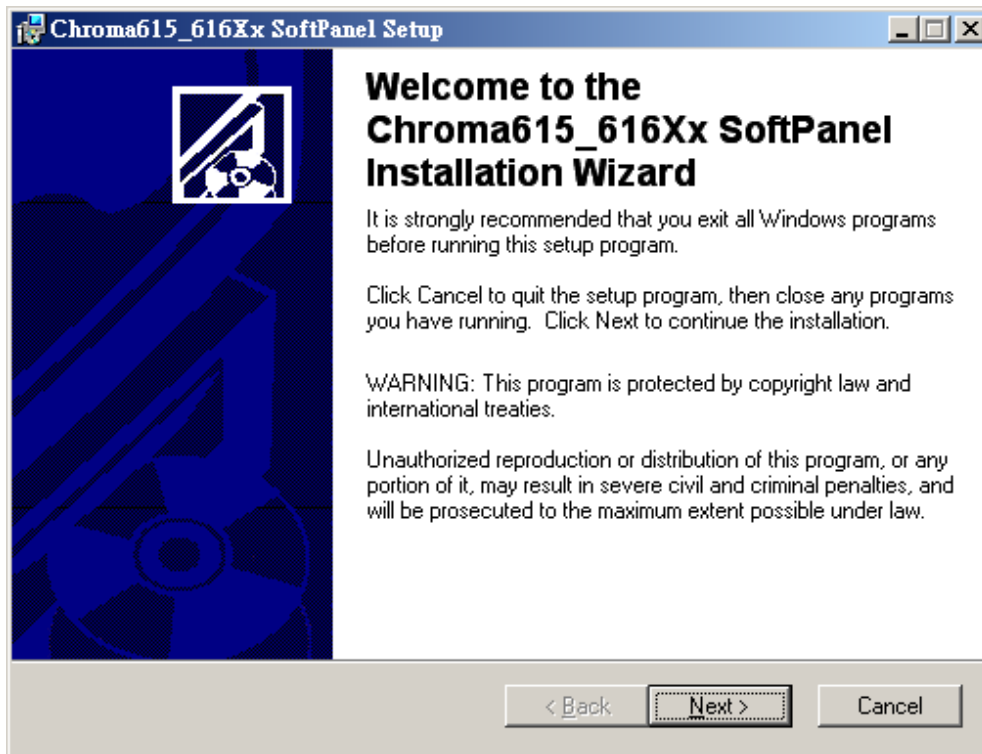 Chroma615_616Xx SoftPanel Setup
Welcome to the
Chroma615_616Xx SoftPanel
Installation Wizard
It is strongly recommended that you exit all Windows programs
before running this setup program.
Click Cancel to quit the setup program, then close any programs
you have running.  Click Next to continue the installation.
WARNING: This program is protected by copyright law and
international treaties.
Unauthorized reproduction or distribution of this program, or any
portion of it, may result in severe civil and criminal penalties, and
will be prosecuted to the maximum extent possible under law.
< Back Next > Cancel